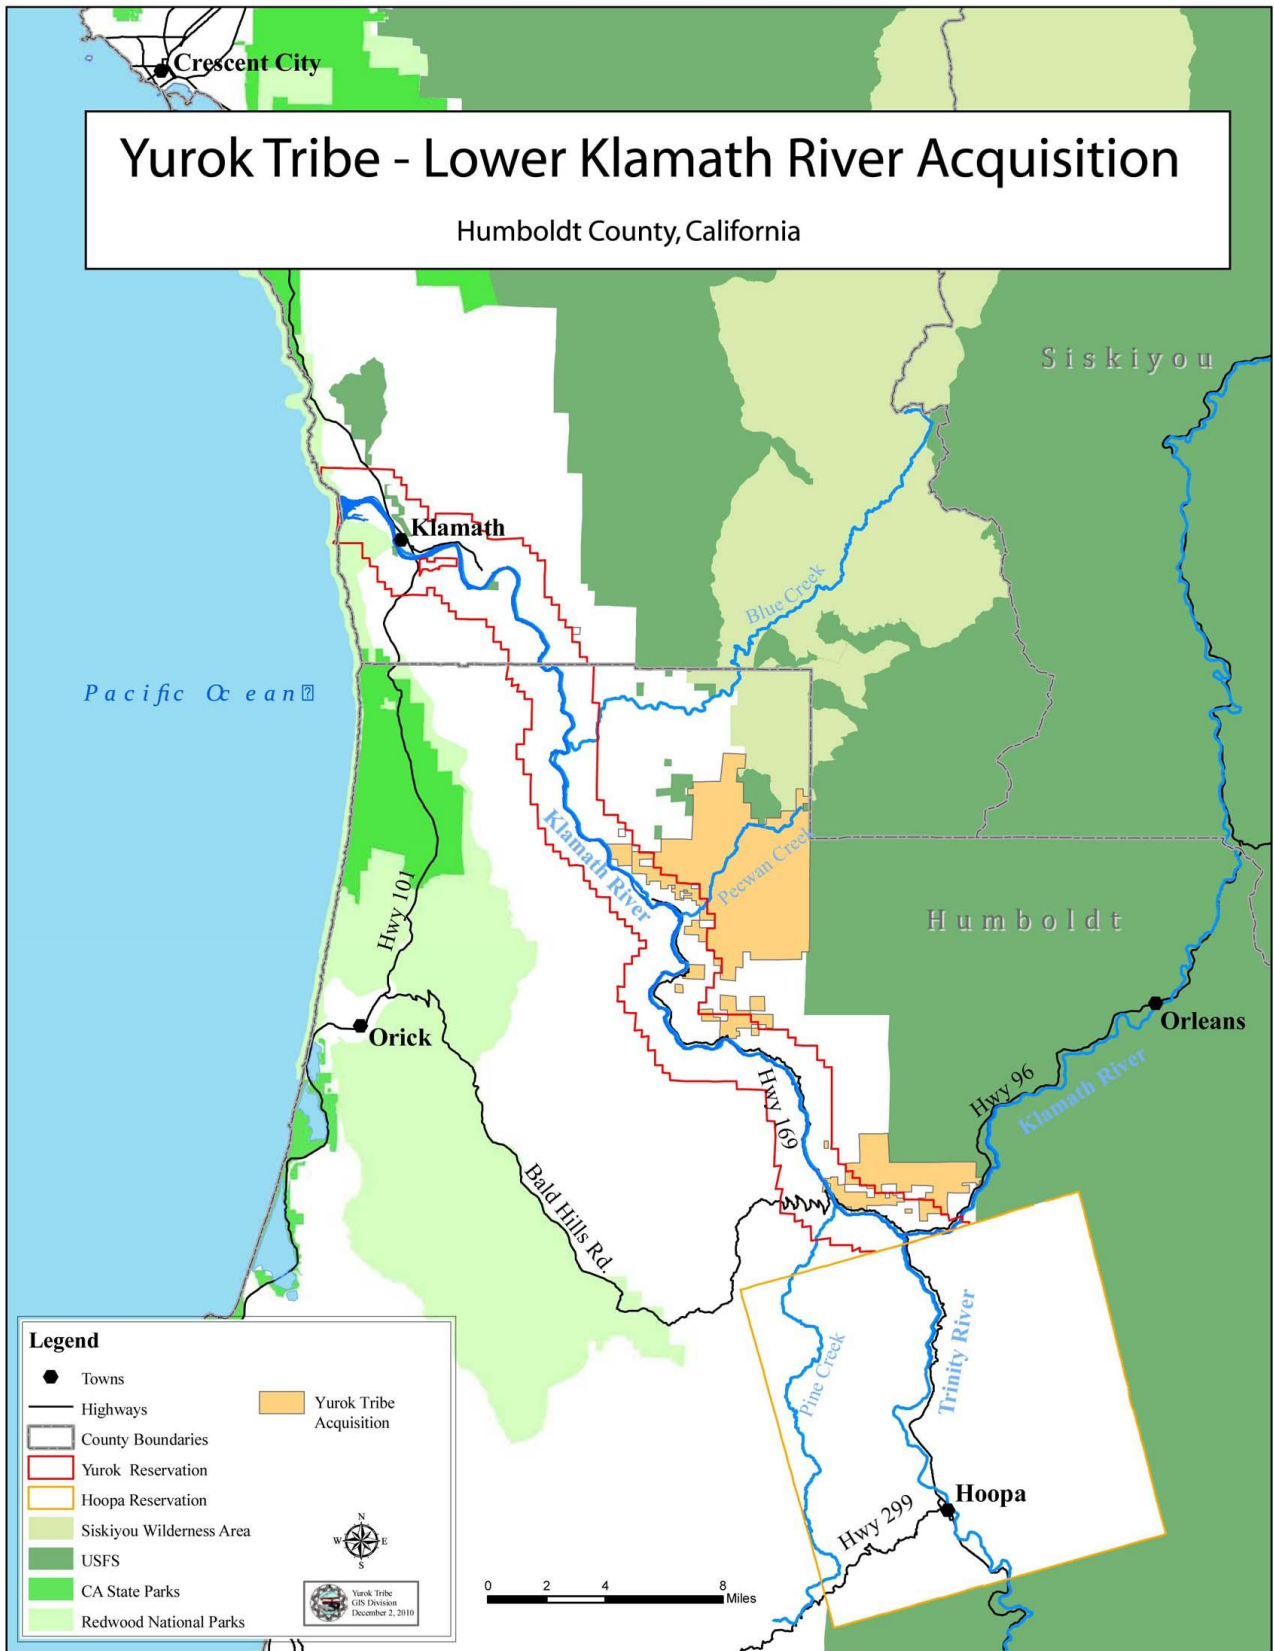 Crescent City
Yurok Tribe - Lower Klamath River Acquisition
Humboldt County, California
Siskiyou
Klamath
Blue Creek
Pacific Ocean
Klamath River
Pecwan Creek
Hwy 101
Humboldt
Orick
Orleans
Hwy 96
Klamath River
Hwy 169
Bald Hills Rd.
Trinity River
Pine Creek
Hoopa
Hwy 299
Legend
Towns
Highways
County Boundaries
Yurok Reservation
Hoopa Reservation
Siskiyou Wilderness Area
USFS
CA State Parks
Redwood National Parks
Yurok Tribe
Acquisition
N
W E
S
Yurok Tribe
GIS Division
December 2, 2010
0 2 4 8
Miles